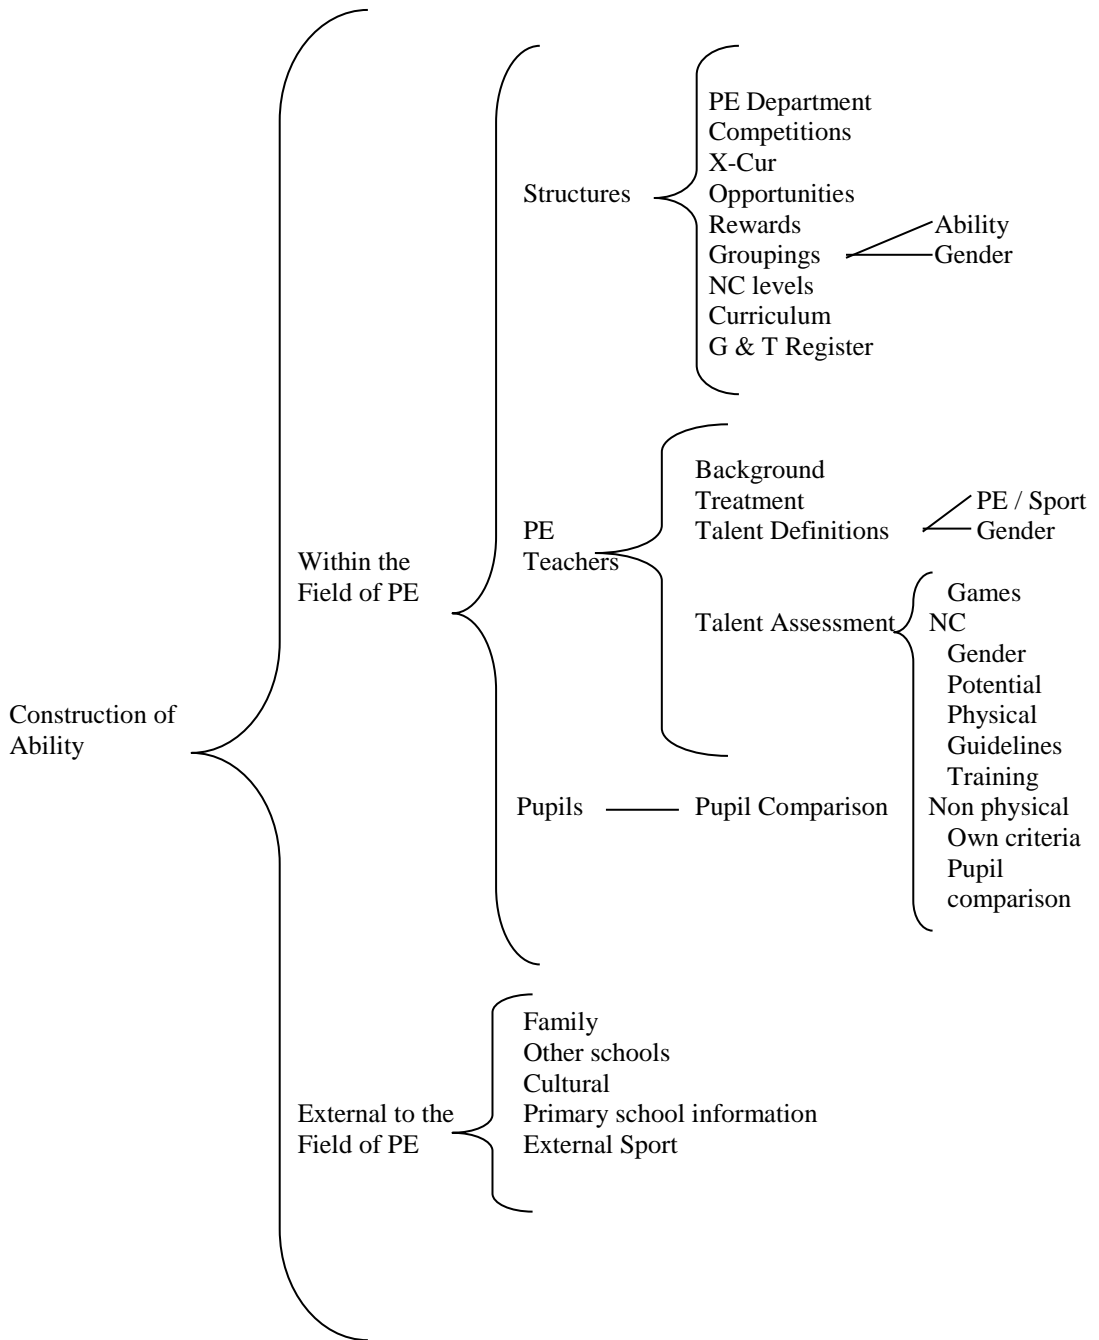 Construction of
Ability
Within the
Field of PE
Structures
PE Department
Competitions
X-Cur
Opportunities
Rewards
Groupings
NC levels
Curriculum
G & T Register
Ability
Gender
PE
Teachers
Background
Treatment
Talent Definitions
PE / Sport
Gender
Talent Assessment
Games
NC
Gender
Potential
Physical
Guidelines
Training
Non physical
Own criteria
Pupil
comparison
Pupils
Pupil Comparison
External to the
Field of PE
Family
Other schools
Cultural
Primary school information
External Sport